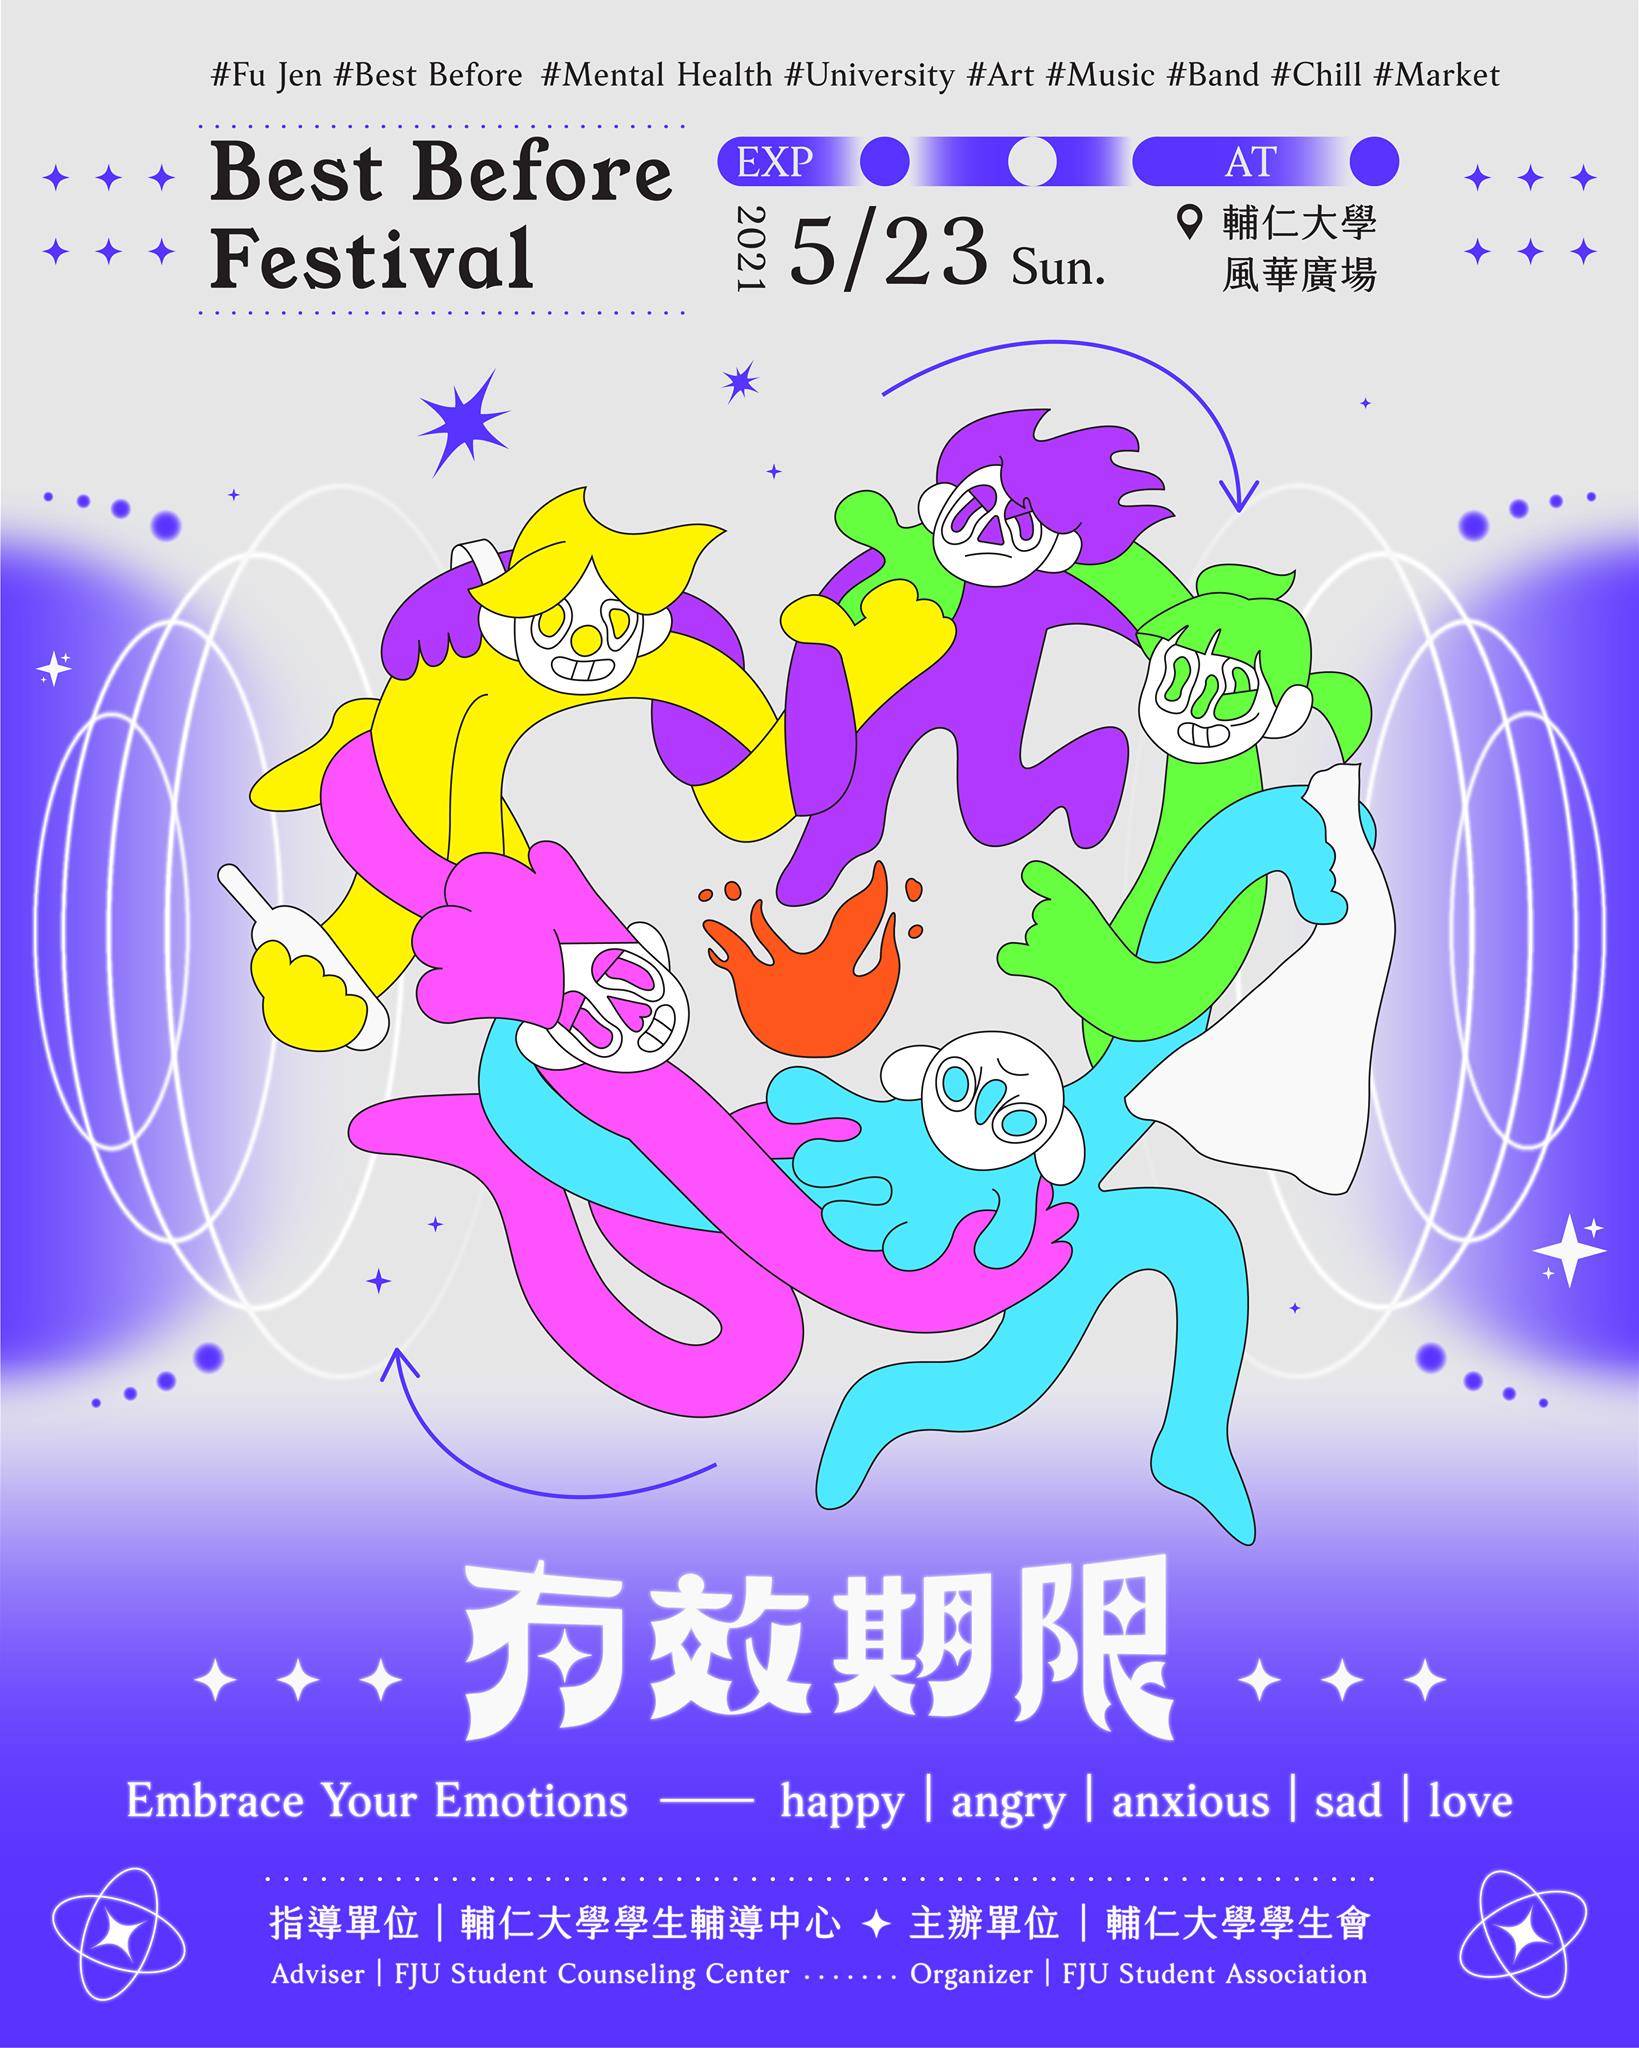 #Fu Jen #Best Before #Mental Health #University #Art #Music #Band #Chill #Market
Best Before
Festival
EXP
2021
5/23 Sun.
AT
輔仁大學
風華廣場
有效期限
Embrace Your Emotions —— happy | angry | anxious | sad | love
指導單位 | 輔仁大學學生輔導中心 ✦ 主辦單位 | 輔仁大學學生會
Adviser | FJU Student Counseling Center ······· Organizer | FJU Student Association